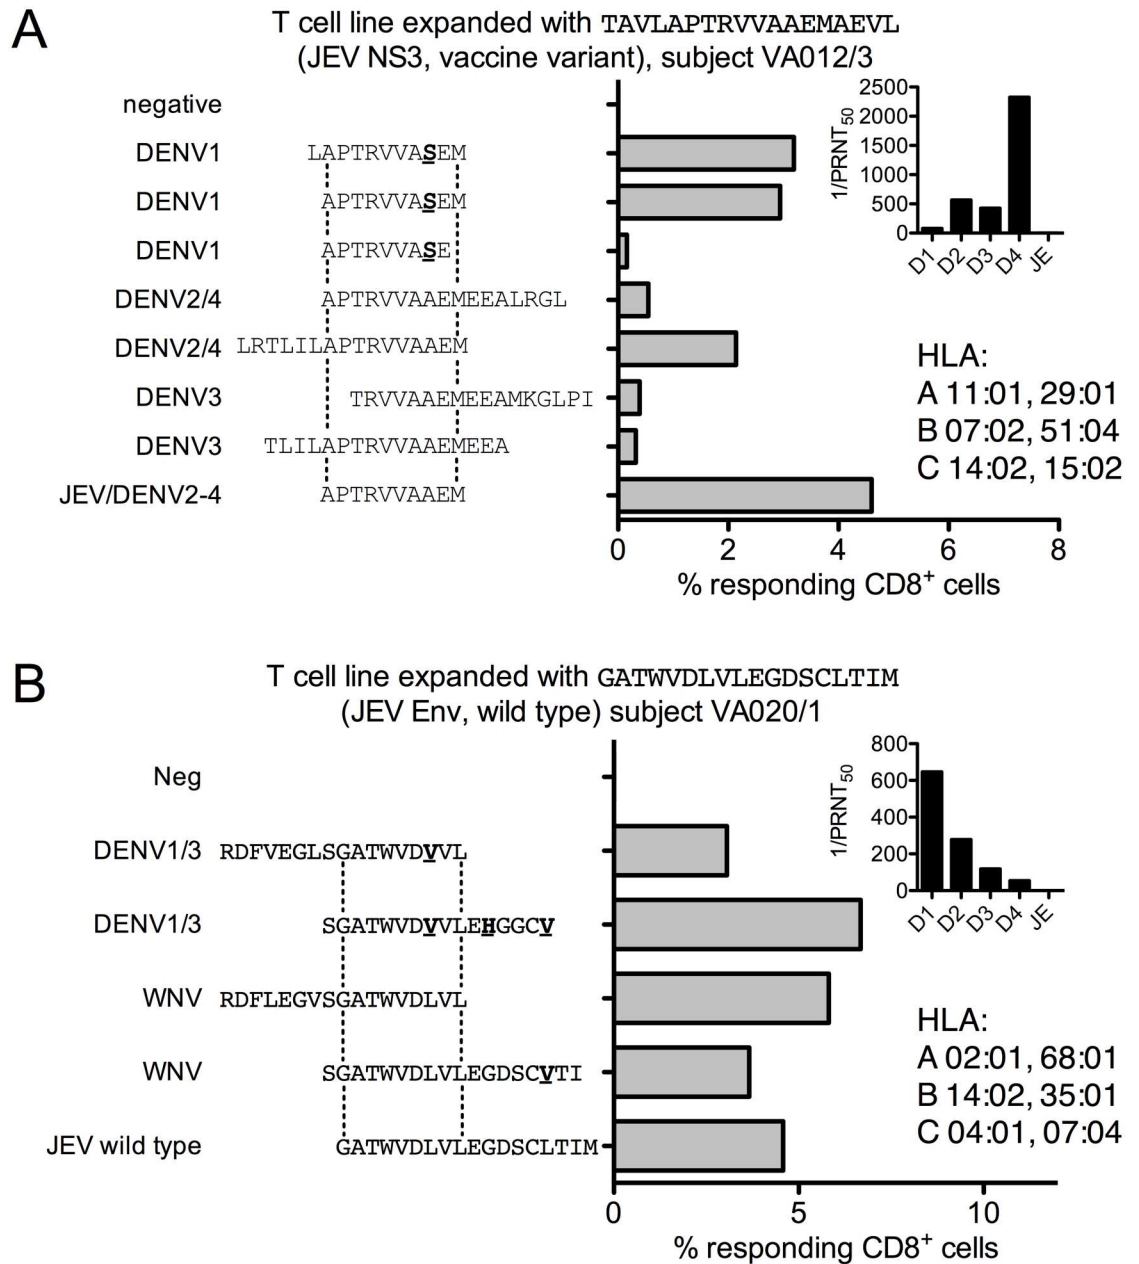 A
T cell line expanded with TAVLAPTRVVAAEMAEVL
(JEV NS3, vaccine variant), subject VA012/3
negative
DENV1 LAPTRVVASEM
DENV1 APTRVVASEM
DENV1 APTRVVASE
DENV2/4 APTRVVAAEMEEALRGL
DENV2/4 LRTLILAPTRVVAAEM
DENV3 TRVVAAEMEEAMKGLPI
DENV3 TLILAPTRVVAAEMEEA
JEV/DENV2-4 APTRVVAAEM
0 2 4 6 8
% responding CD8+ cells
1/PRNT50
2500
2000
1500
1000
500
0
D1 D2 D3 D4 JE
HLA:
A 11:01, 29:01
B 07:02, 51:04
C 14:02, 15:02
B
T cell line expanded with GATWVDLVLEGDSCLTIM
(JEV Env, wild type) subject VA020/1
Neg
DENV1/3 RDFVEGLSGATWVDVVL
DENV1/3 SGATWVDVVLEHGGCV
WNV RDFLEGVSGATWVDLVL
WNV SGATWVDLVLEGDSCVTI
JEV wild type GATWVDLVLEGDSCLTIM
0 5 10
% responding CD8+ cells
1/PRNT50
800
600
400
200
0
D1 D2 D3 D4 JE
HLA:
A 02:01, 68:01
B 14:02, 35:01
C 04:01, 07:04